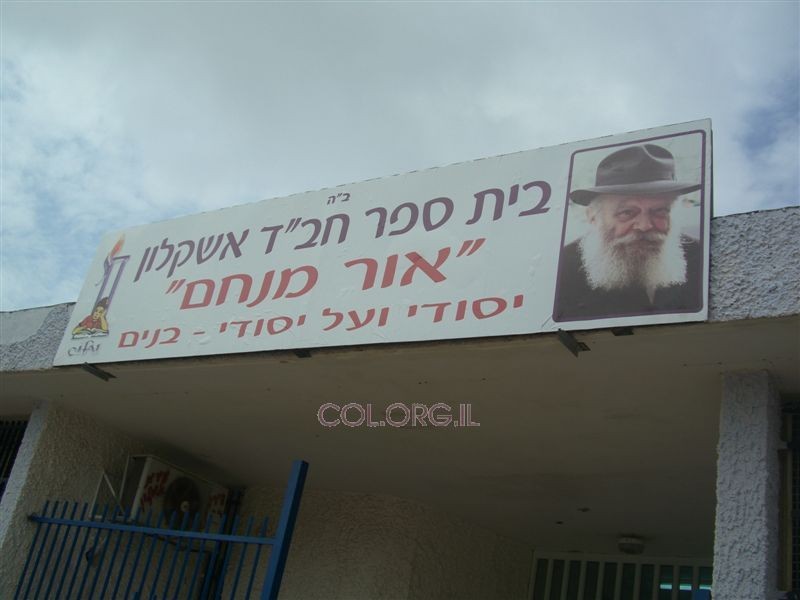 ב"ה
בית ספר חב"ד אשקלון
"אור מנחם"
יסודי ועל יסודי - בנים
COL.ORG.IL